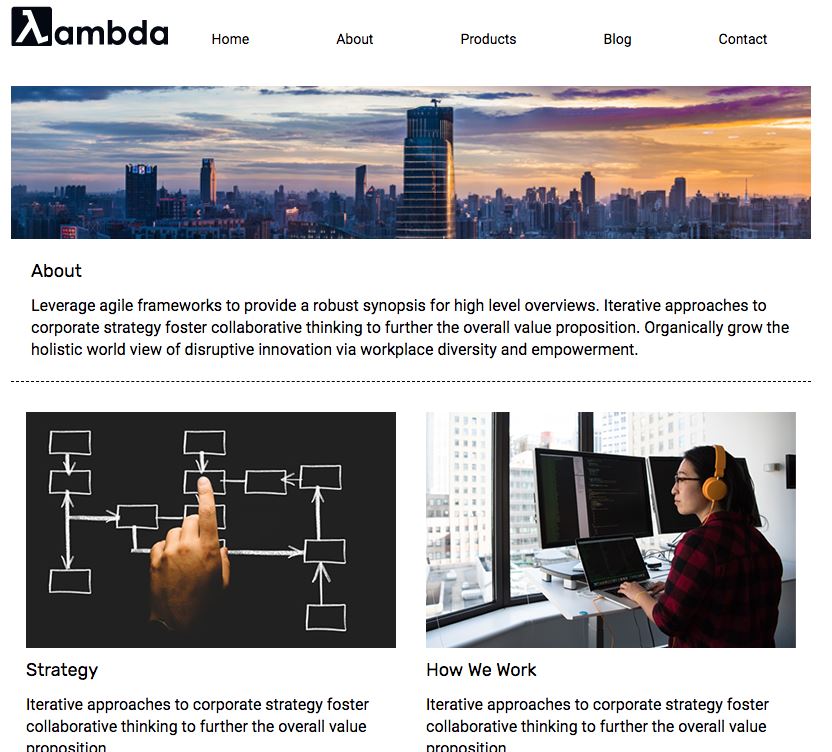 λambda
Home About Products Blog Contact
About
Leverage agile frameworks to provide a robust synopsis for high level overviews. Iterative approaches to
corporate strategy foster collaborative thinking to further the overall value proposition. Organically grow the
holistic world view of disruptive innovation via workplace diversity and empowerment.
Strategy
Iterative approaches to corporate strategy foster
collaborative thinking to further the overall value
proposition
How We Work
Iterative approaches to corporate strategy foster
collaborative thinking to further the overall value
proposition